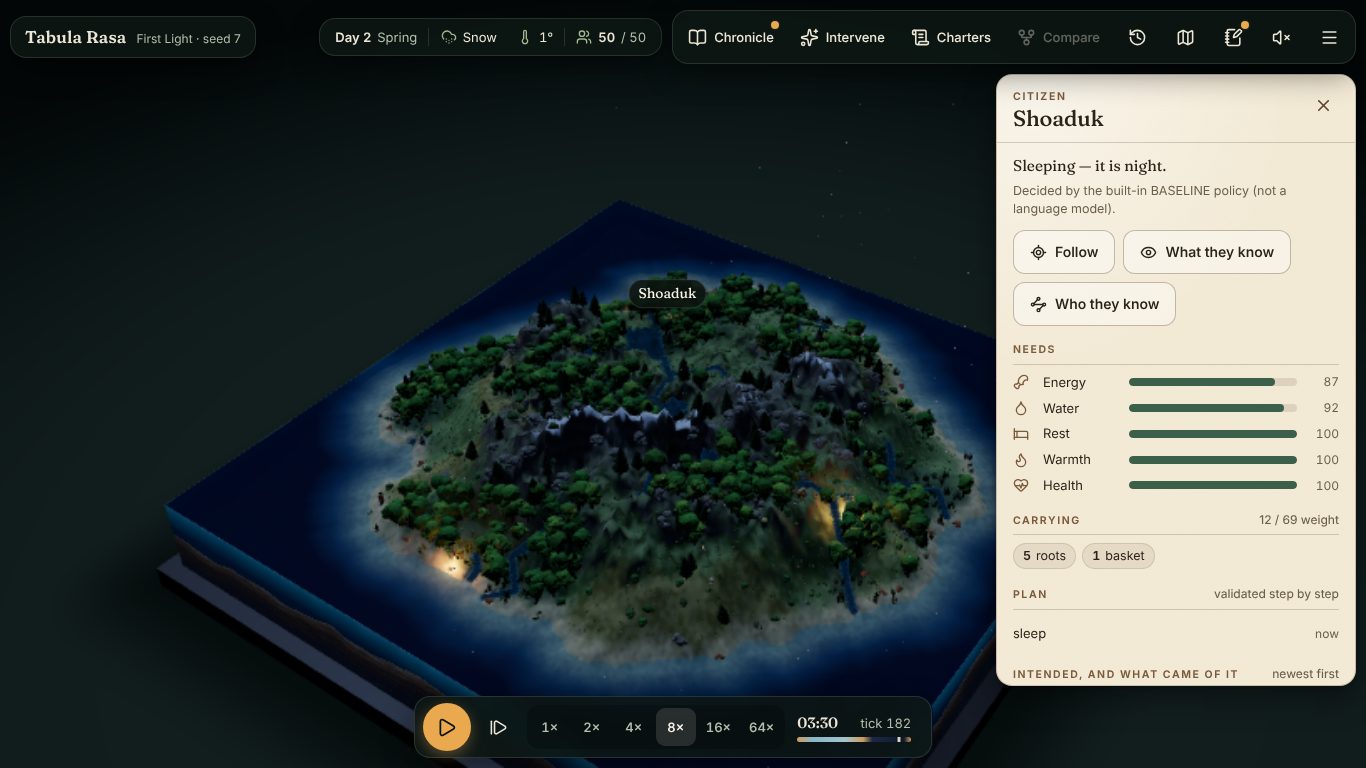 Tabula Rasa First Light · seed 7
Day 2 Spring Snow 1° 50 / 50
Chronicle Intervene Charters Compare
CITIZEN
Shoaduk
Sleeping — it is night.
Decided by the built-in BASELINE policy (not a
language model).
Follow What they know
Who they know
NEEDS
Energy 87
Water 92
Rest 100
Warmth 100
Health 100
CARRYING 12 / 69 weight
5 roots 1 basket
PLAN validated step by step
sleep now
INTENDED, AND WHAT CAME OF IT newest first
Shoaduk
1× 2× 4× 8× 16× 64× 03:30 tick 182